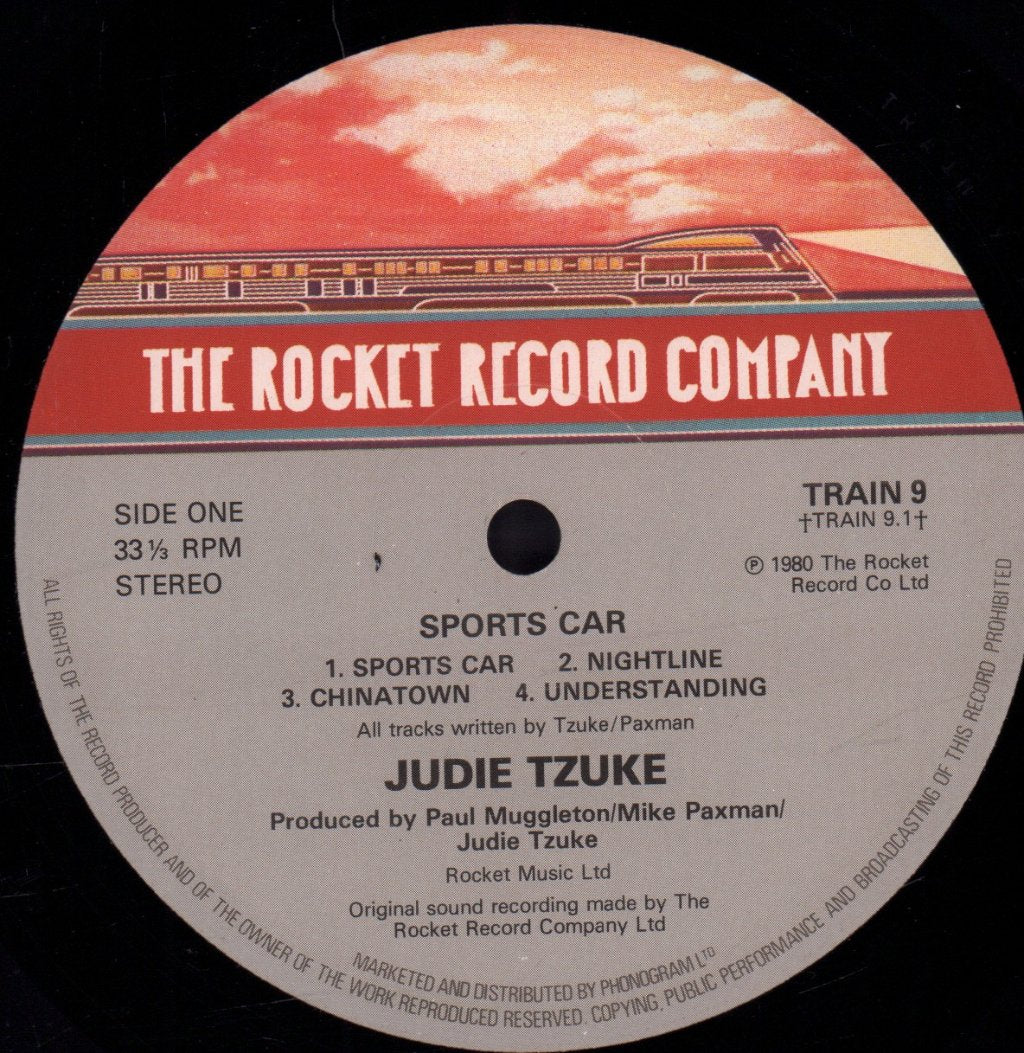 THE ROCKET RECORD COMPANY
SIDE ONE
33⅓ RPM
STEREO
TRAIN 9
†TRAIN 9.1†
℗ 1980 The Rocket
Record Co Ltd
SPORTS CAR
1. SPORTS CAR 2. NIGHTLINE
3. CHINATOWN 4. UNDERSTANDING
All tracks written by Tzuke/Paxman
JUDIE TZUKE
Produced by Paul Muggleton/Mike Paxman/
Judie Tzuke
Rocket Music Ltd
Original sound recording made by The
Rocket Record Company Ltd
MARKETED AND DISTRIBUTED BY PHONOGRAM LTD
ALL RIGHTS OF THE RECORD PRODUCER AND OF THE OWNER OF THE WORK REPRODUCED RESERVED. COPYING, PUBLIC PERFORMANCE AND BROADCASTING OF THIS RECORD PROHIBITED